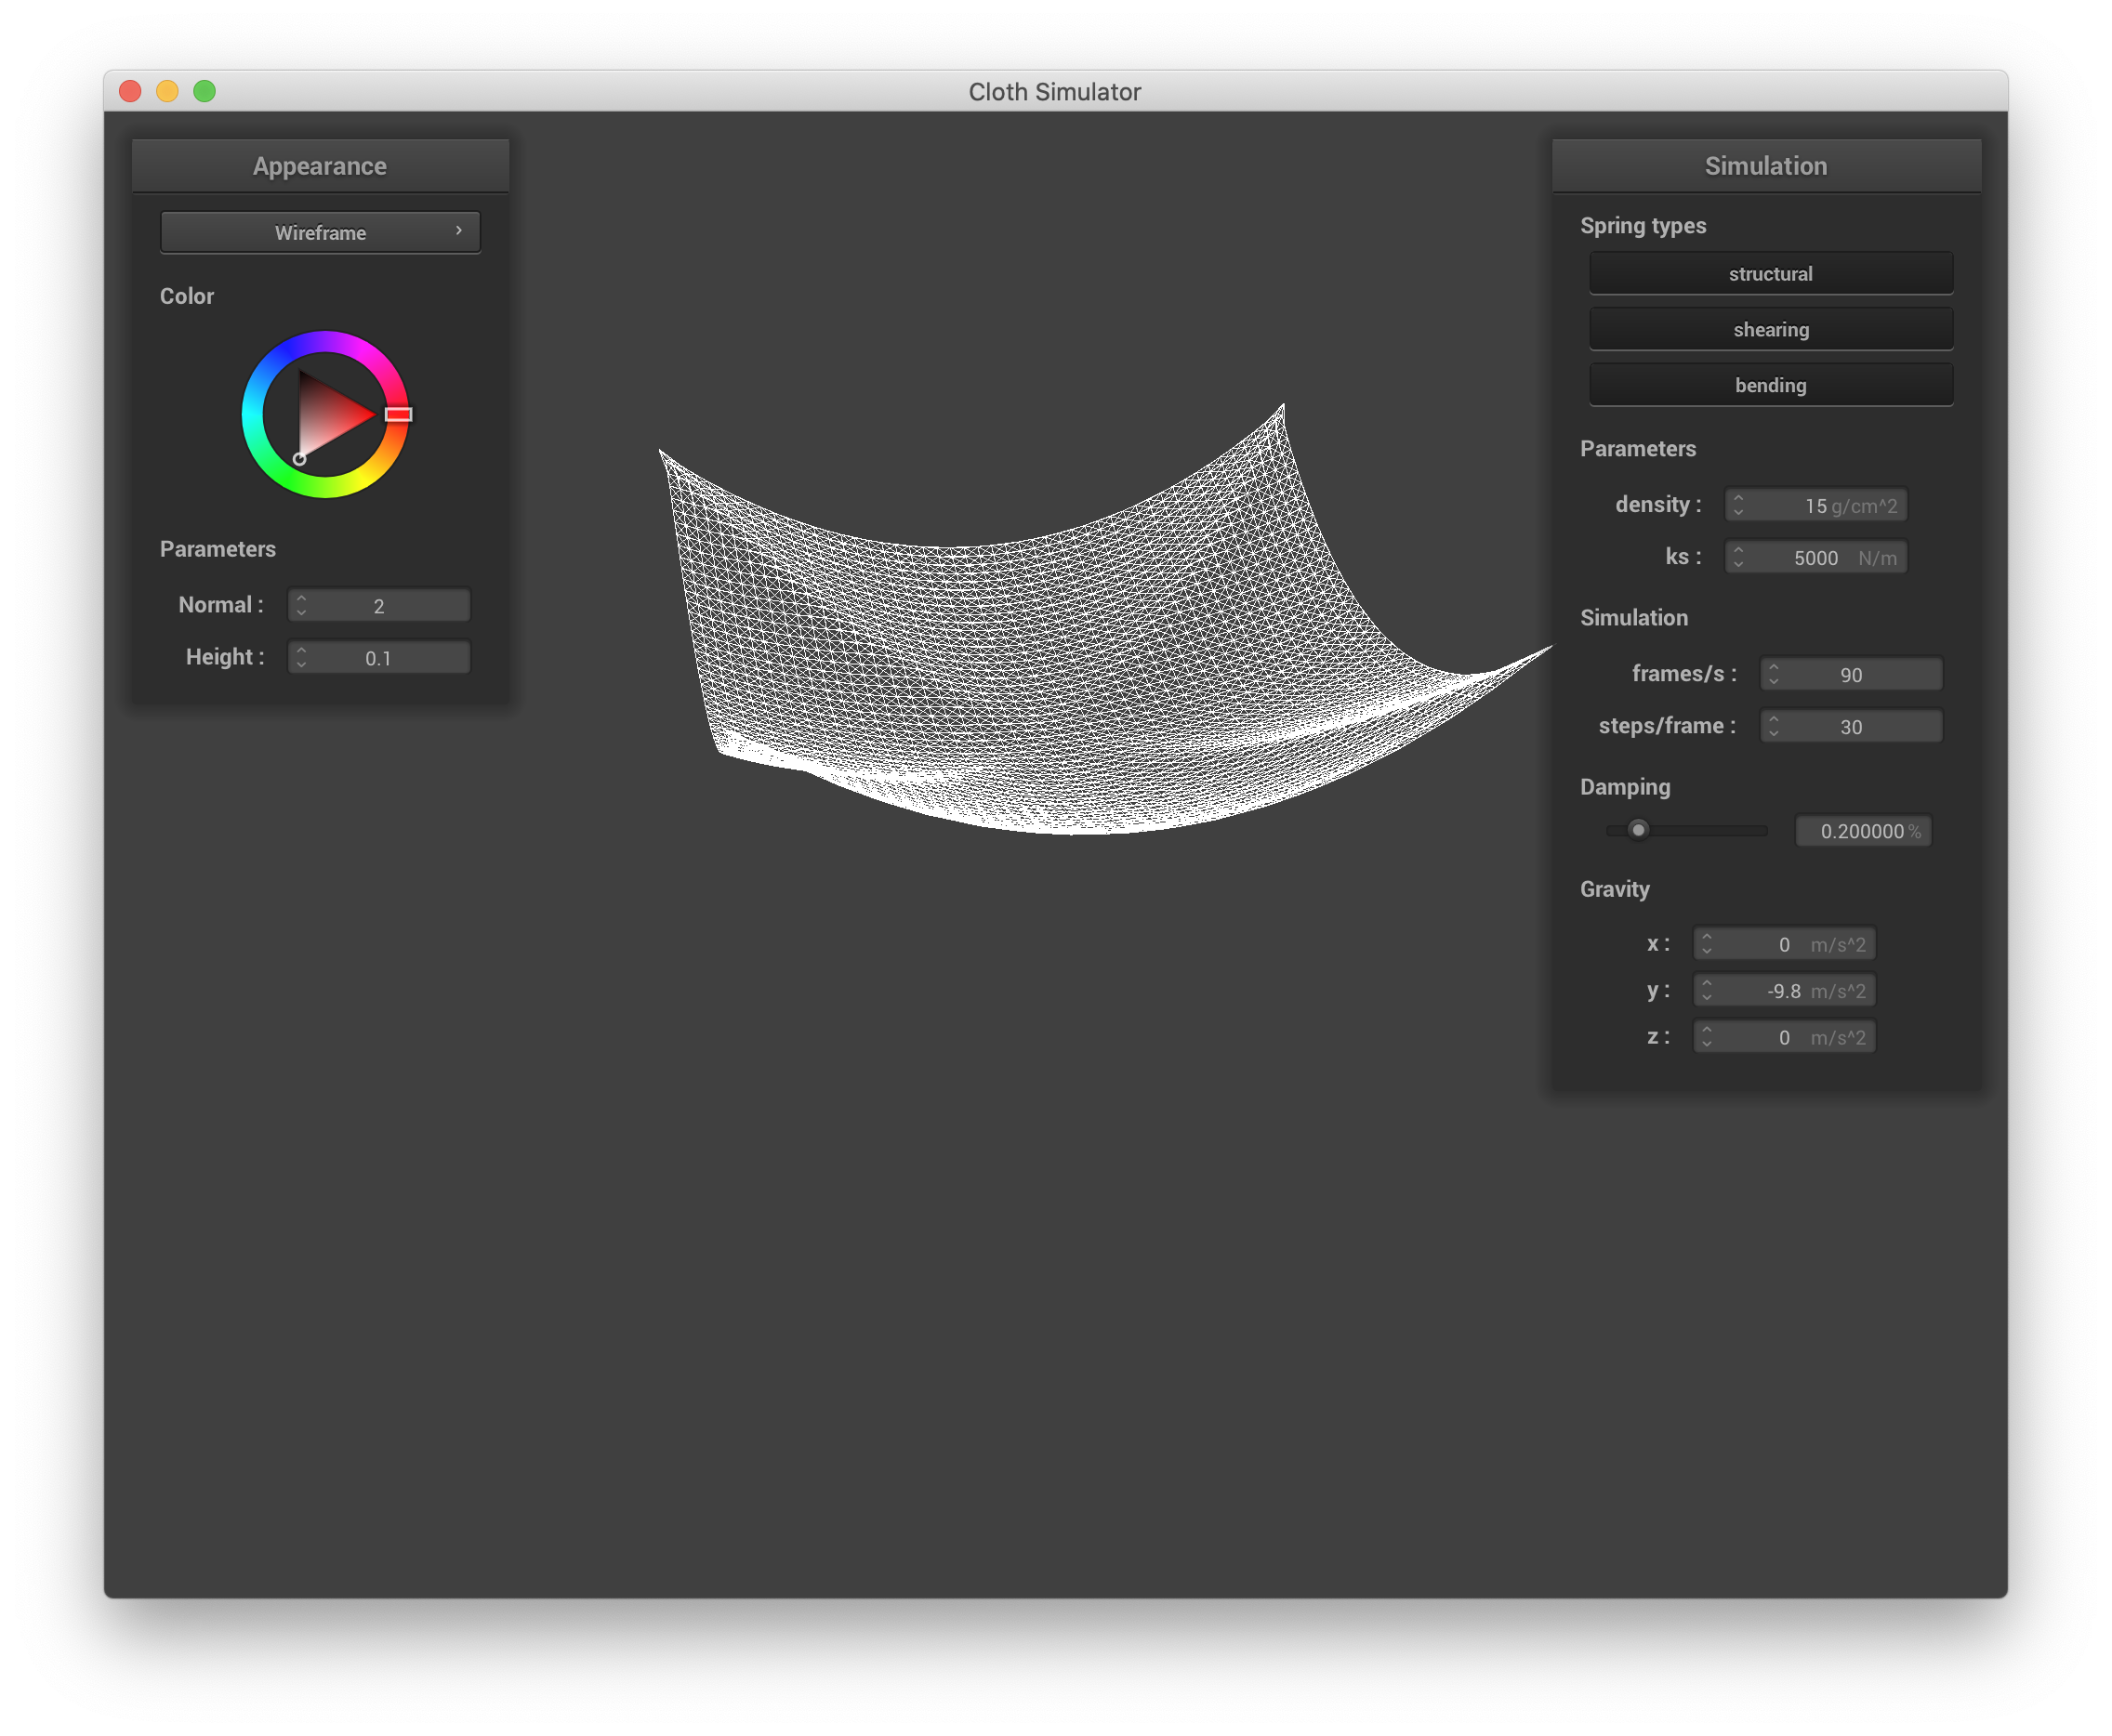 Cloth Simulator
Appearance
Wireframe
Color
Parameters
Normal : 2
Height : 0.1
Simulation
Spring types
structural
shearing
bending
Parameters
density : 15 g/cm^2
ks : 5000 N/m
Simulation
frames/s : 90
steps/frame : 30
Damping
0.200000 %
Gravity
x : 0 m/s^2
y : -9.8 m/s^2
z : 0 m/s^2